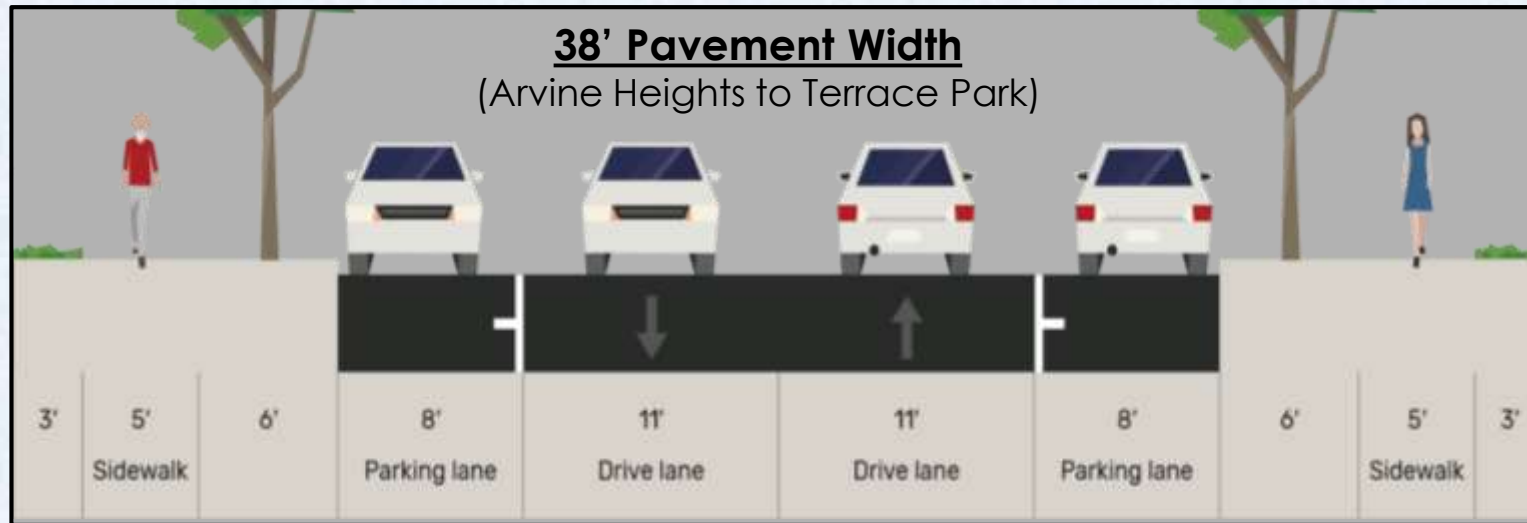 38’ Pavement Width
(Arvine Heights to Terrace Park)
3' 5' 6' 8' 11' 11' 8' 6' 5' 3'
Sidewalk Parking lane Drive lane Drive lane Parking lane Sidewalk